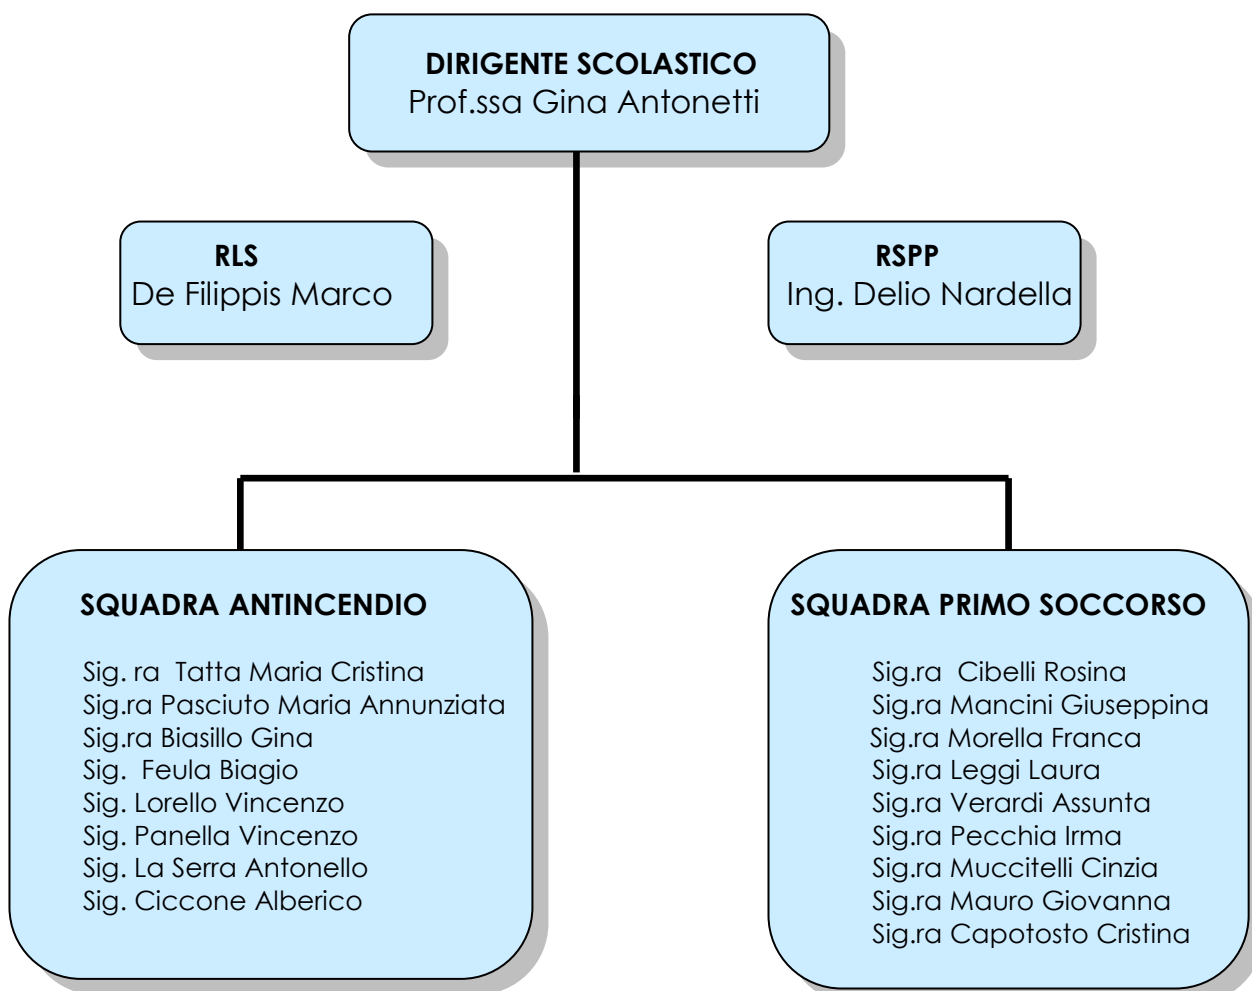 DIRIGENTE SCOLASTICO
Prof.ssa Gina Antonetti
RLS
De Filippis Marco
RSPP
Ing. Delio Nardella
SQUADRA ANTINCENDIO
Sig. ra  Tatta Maria Cristina
Sig.ra Pasciuto Maria Annunziata
Sig.ra Biasillo Gina
Sig.  Feula Biagio
Sig. Lorello Vincenzo
Sig. Panella Vincenzo
Sig. La Serra Antonello
Sig. Ciccone Alberico
SQUADRA PRIMO SOCCORSO
Sig.ra  Cibelli Rosina
Sig.ra Mancini Giuseppina
Sig.ra Morella Franca
Sig.ra Leggi Laura
Sig.ra Verardi Assunta
Sig.ra Pecchia Irma
Sig.ra Muccitelli Cinzia
Sig.ra Mauro Giovanna
Sig.ra Capotosto Cristina